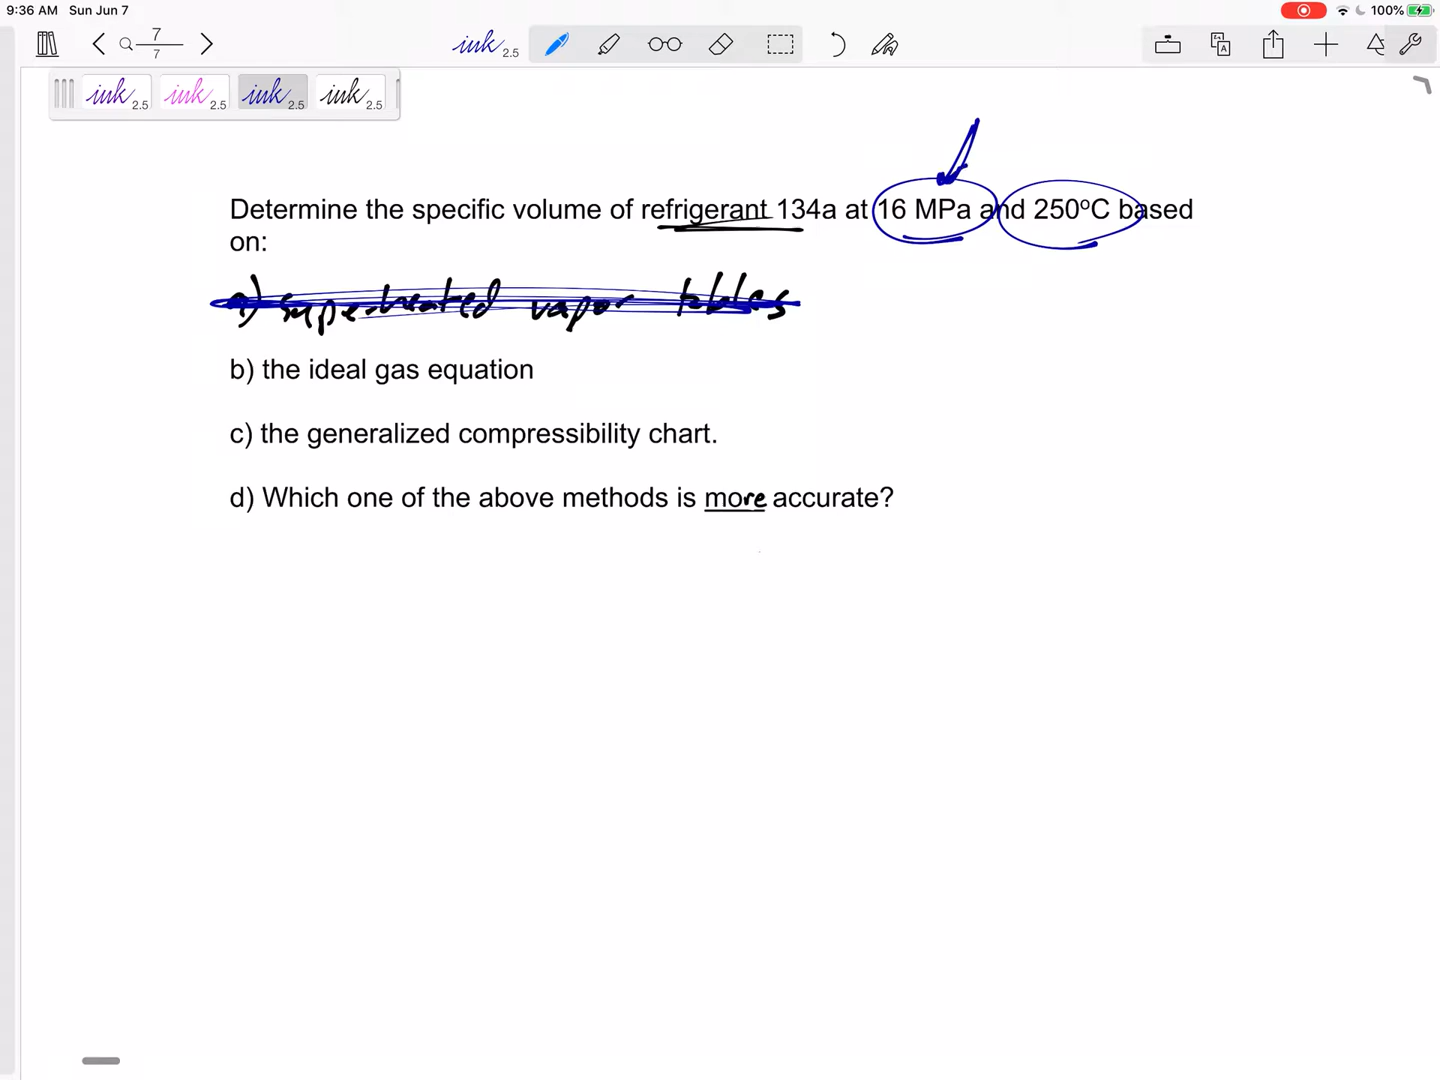 9:36 AM Sun Jun 7
100%
7
7
ink 2.5
ink 2.5 ink 2.5 ink 2.5 ink 2.5
Determine the specific volume of refrigerant 134a at 16 MPa and 250ºC based
on:
a) superheated vapor tables
b) the ideal gas equation
c) the generalized compressibility chart.
d) Which one of the above methods is more accurate?